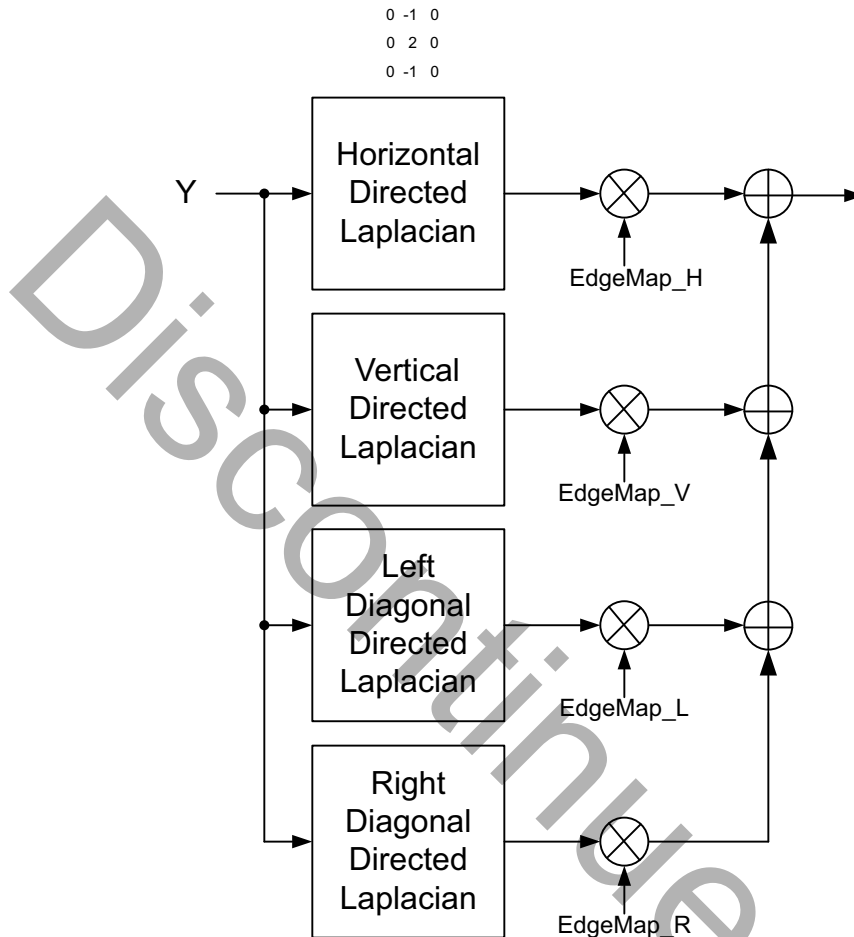 0 -1 0
0 2 0
0 -1 0
Horizontal
Directed
Laplacian
Y
EdgeMap_H
Vertical
Directed
Laplacian
EdgeMap_V
Left
Diagonal
Directed
Laplacian
EdgeMap_L
Right
Diagonal
Directed
Laplacian
EdgeMap_R
Discontinue